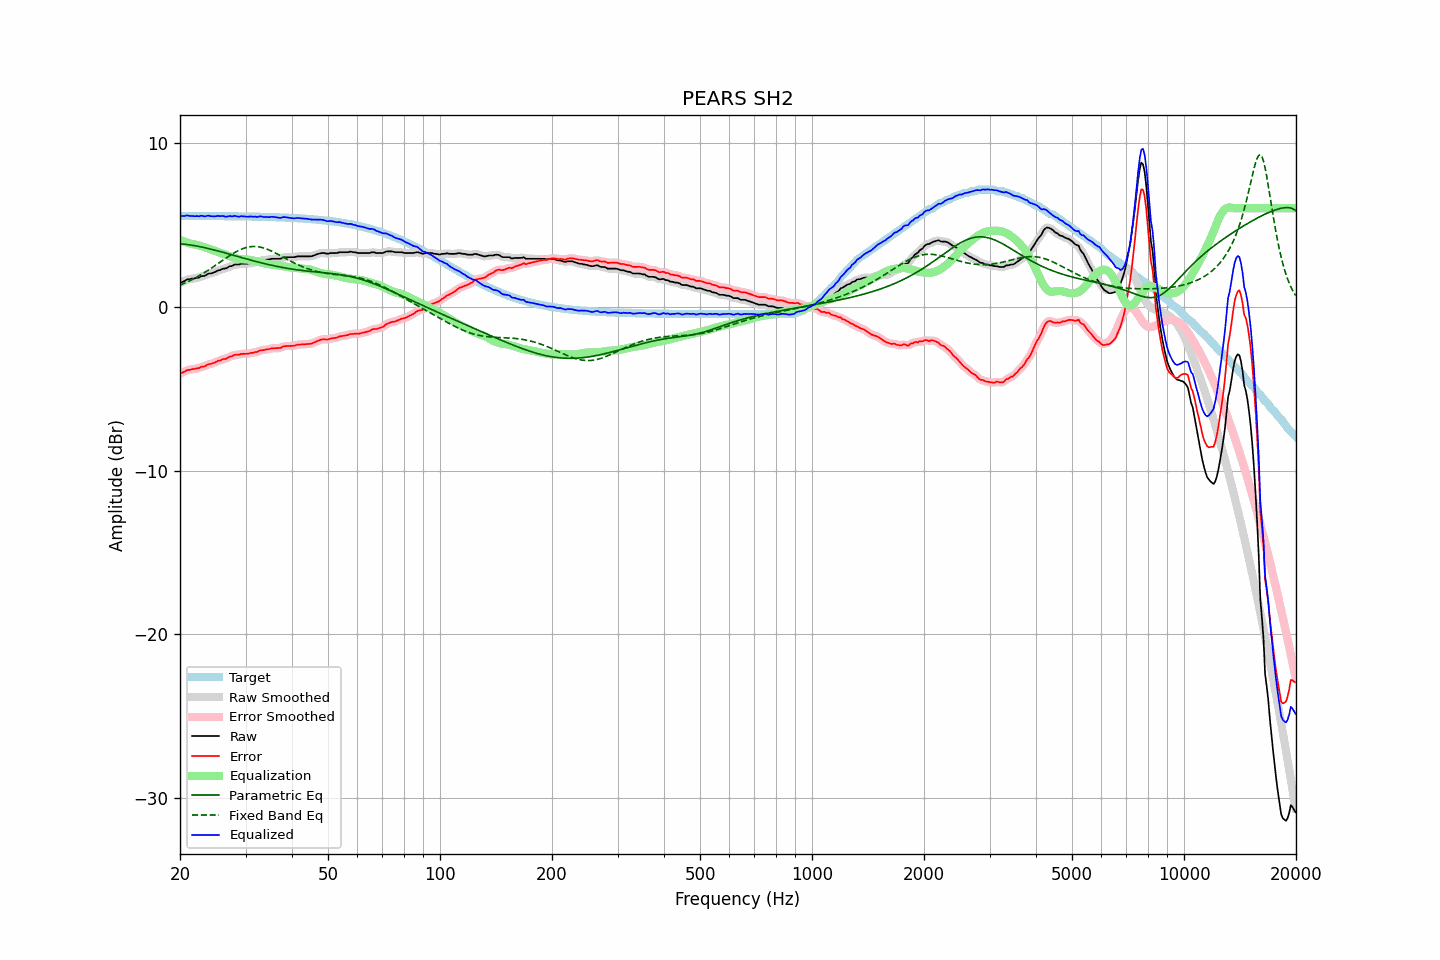 PEARS SH2
Amplitude (dBr)
10
0
−10
−20
−30
Target
Raw Smoothed
Error Smoothed
Raw
Error
Equalization
Parametric Eq
Fixed Band Eq
Equalized
20 50 100 200 500 1000 2000 5000 10000 20000
Frequency (Hz)